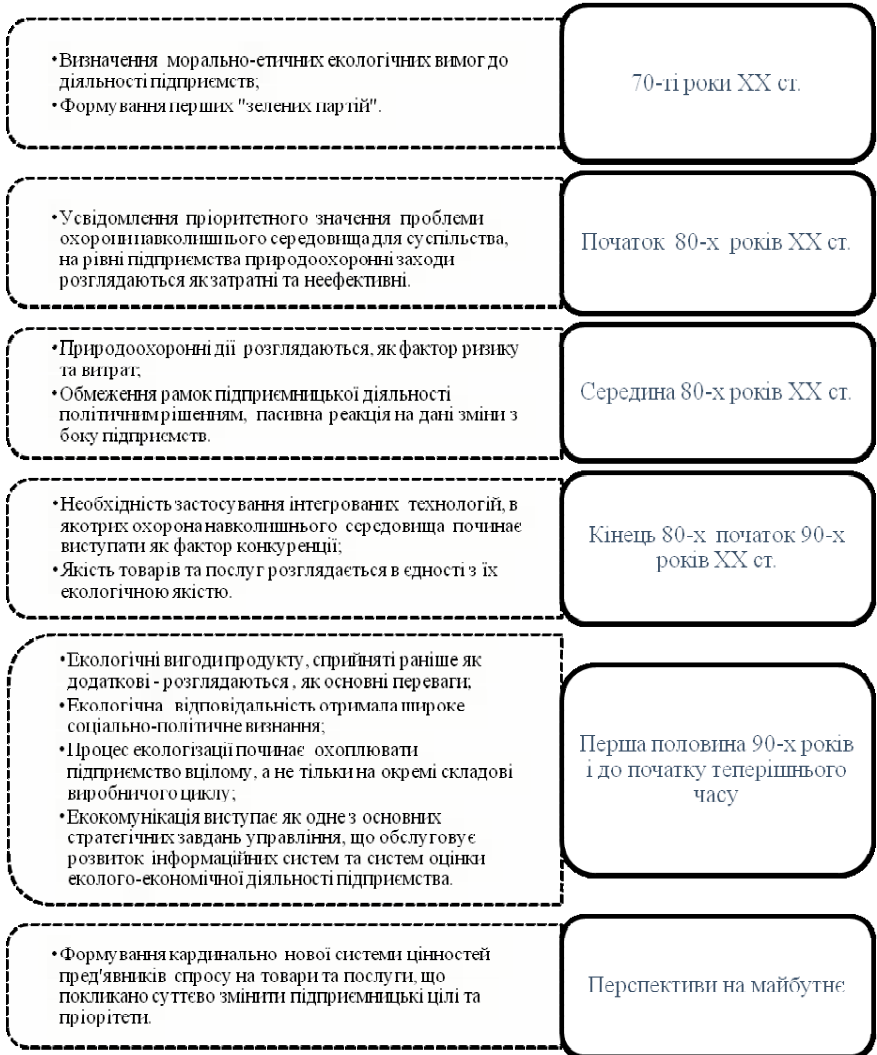 •Визначення морально-етичних екологічних вимог до
діяльності підприємств;
•Формування перших "зелених партій".
70-ті роки ХХ ст.
•Усвідомлення пріоритетного значення проблеми
охорони навколишнього середовища для суспільства,
на рівні підприємства природоохоронні заходи
розглядаються як затратні та неефективні.
Початок 80-х років ХХ ст.
•Природоохоронні дії розглядаються, як фактор ризику
та витрат;
•Обмеження рамок підприємницької діяльності
політичним рішенням, пасивна реакція на дані зміни з
боку підприємств.
Середина 80-х років ХХ ст.
•Необхідність застосування інтегрованих технологій, в
якотрих охорона навколишнього середовища починає
виступати як фактор конкуренції;
•Якість товарів та послуг розглядається в єдності з їх
екологічною якістю.
Кінець 80-х початок 90-х
років ХХ ст.
•Екологічні вигоди продукту, сприйняті раніше як
додаткові - розглядаються , як основні переваги;
•Екологічна відповідальність отримала широке
соціально-політичне визнання;
•Процес екологізації починає охоплювати
підприємство вцілому, а не тільки на окремі складові
виробничого циклу;
•Екокомунікація виступає як одне з основних
стратегічних завдань управління, що обслуговує
розвиток інформаційних систем та систем оцінки
еколого-економічної діяльності підприємства.
Перша половина 90-х років
і до початку теперішнього
часу
•Формування кардинально нової системи цінностей
пред'явників спросу на товари та послуги, що
покликано суттєво змінити підприємницькі цілі та
пріорітети.
Перспективи на майбутнє